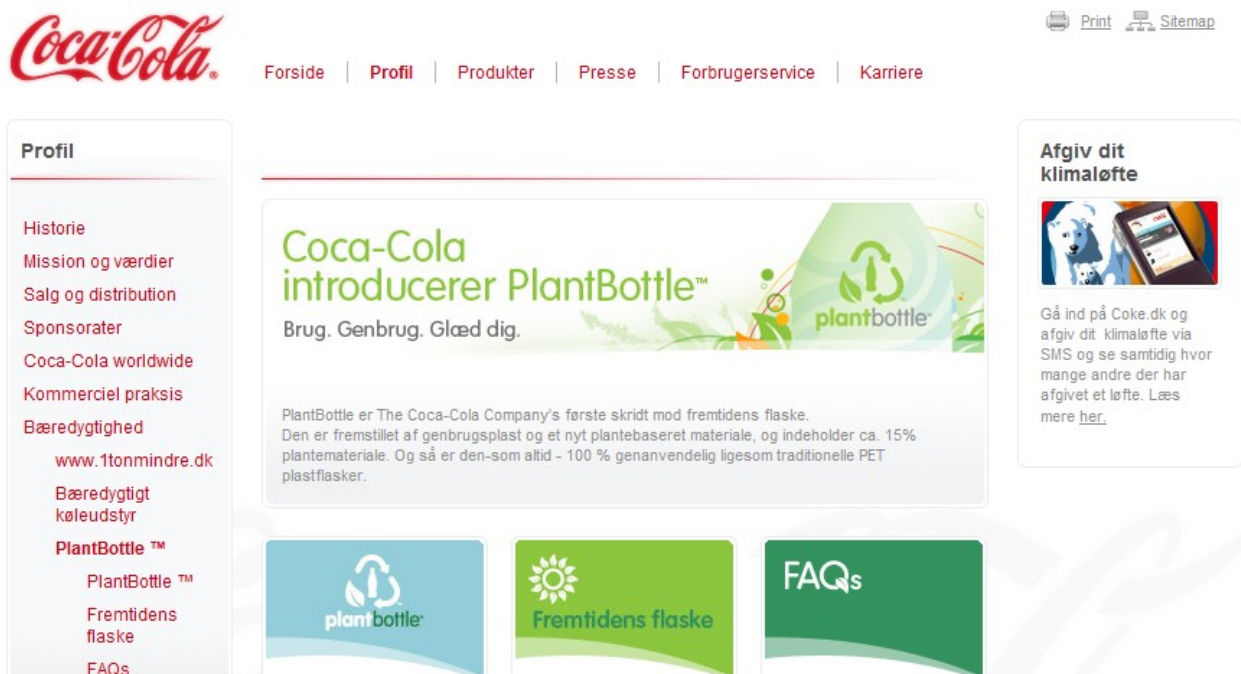 Coca-Cola
Print Sitemap
Forside Profil Produkter Presse Forbrugerservice Karriere
Profil
Historie
Mission og værdier
Salg og distribution
Sponsorater
Coca-Cola worldwide
Kommerciel praksis
Bæredygtighed
www.1tonmindre.dk
Bæredygtigt
køleudstyr
PlantBottle ™
PlantBottle ™
Fremtidens
flaske
FAQs
Coca-Cola
introducerer PlantBottle™
Brug. Genbrug. Glæd dig.
plantbottle™
PlantBottle er The Coca-Cola Company's første skridt mod fremtidens flaske.
Den er fremstillet af genbrugsplast og et nyt plantebaseret materiale, og indeholder ca. 15%
plantemateriale. Og så er den-som altid - 100 % genanvendelig ligesom traditionelle PET
plastflasker.
plantbottle™
Fremtidens flaske
FAQs
Afgiv dit
klimaløfte
Gå ind på Coke.dk og
afgiv dit klimaløfte via
SMS og se samtidig hvor
mange andre der har
afgivet et løfte. Læs
mere her.